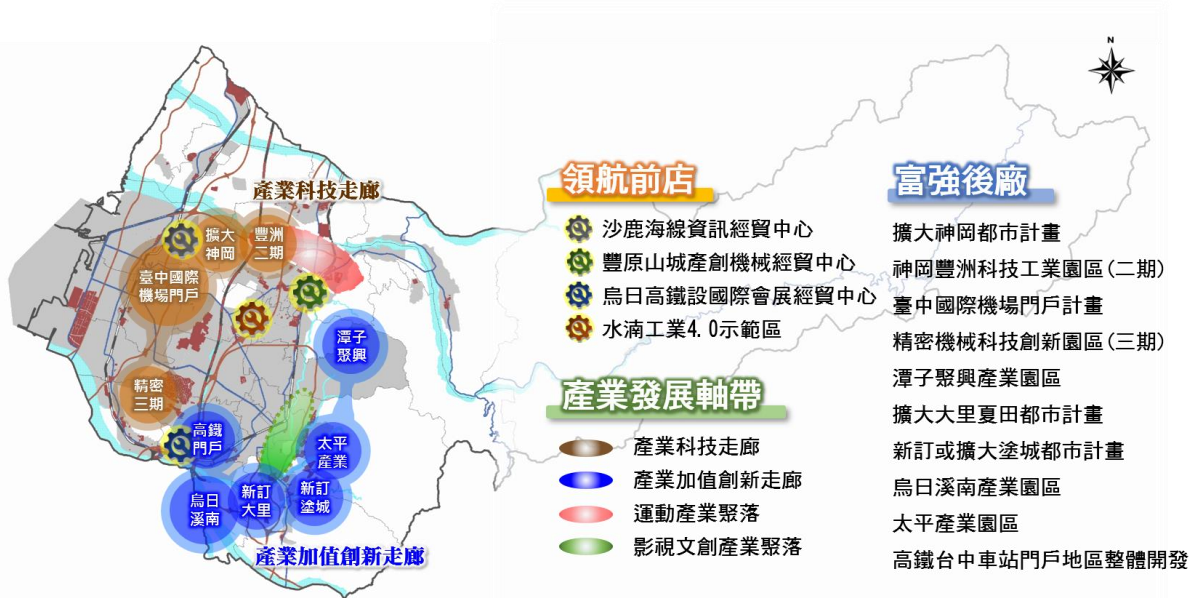 N
產業科技走廊
擴大
神岡
豐洲
二期
臺中國際
機場門戶
潭子
聚興
精密
三期
高鐵
門戶
太平
產業
烏日
溪南
新訂
大里
新訂
塗城
產業加值創新走廊
領航前店
沙鹿海線資訊經貿中心
豐原山城產創機械經貿中心
烏日高鐵設國際會展經貿中心
水湳工業4.0示範區
產業發展軸帶
產業科技走廊
產業加值創新走廊
運動產業聚落
影視文創產業聚落
富強後廠
擴大神岡都市計畫
神岡豐洲科技工業園區(二期)
臺中國際機場門戶計畫
精密機械科技創新園區(三期)
潭子聚興產業園區
擴大大里夏田都市計畫
新訂或擴大塗城都市計畫
烏日溪南產業園區
太平產業園區
高鐵台中車站門戶地區整體開發